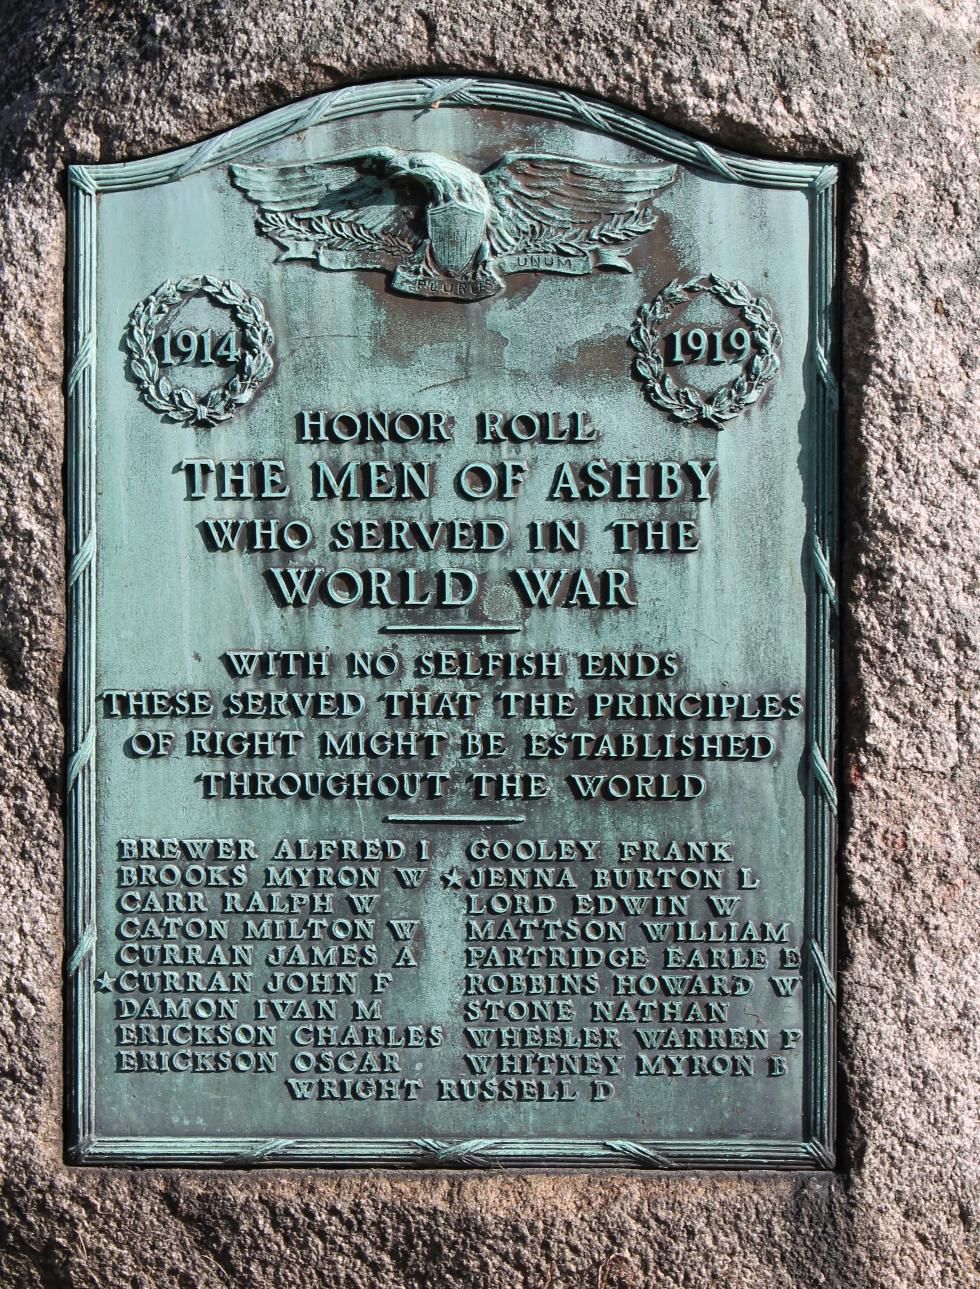 PLURUS UNUM
1914 1919
HONOR ROLL
THE MEN OF ASHBY
WHO SERVED IN THE
WORLD WAR
WITH NO SELFISH ENDS
THESE SERVED THAT THE PRINCIPLES
OF RIGHT MIGHT BE ESTABLISHED
THROUGHOUT THE WORLD
BREWER ALFRED I
BROOKS MYRON W
CARR RALPH W
CATON MILTON W
CURRAN JAMES A
★CURRAN JOHN F
DAMON IVAN M
ERICKSON CHARLES
ERICKSON OSCAR
GOOLEY FRANK
★JENNA BURTON L
LORD EDWIN W
MATTSON WILLIAM
PARTRIDGE EARLE E
ROBBINS HOWARD W
STONE NATHAN
WHEELER WARREN P
WHITNEY MYRON B
WRIGHT RUSSELL D